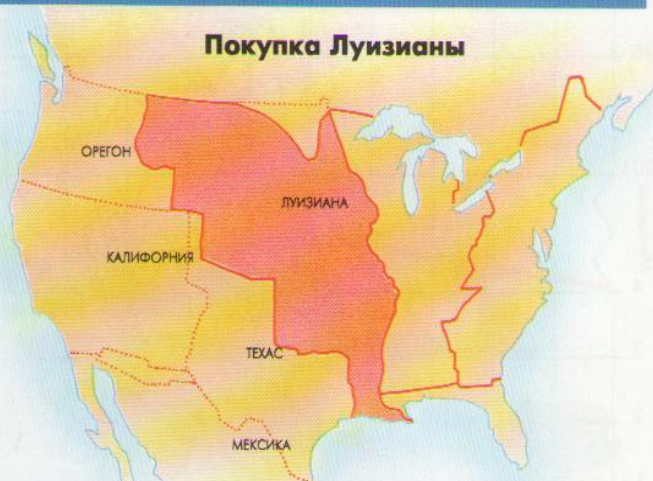 Покупка Луизианы
ОРЕГОН
ЛУИЗИАНА
КАЛИФОРНИЯ
ТЕХАС
МЕКСИКА